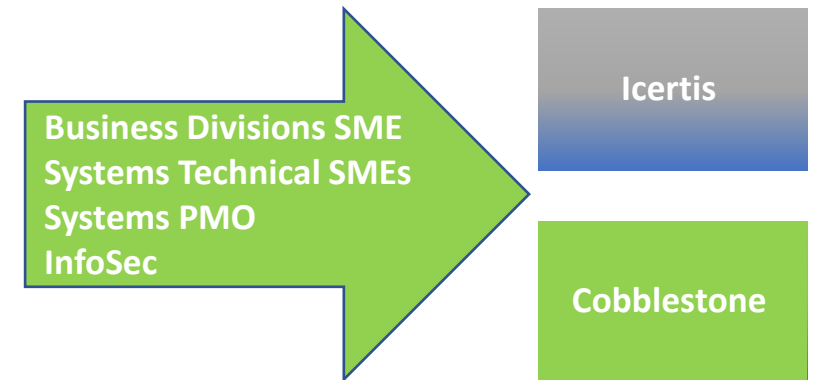 Business Divisions SME
Systems Technical SMEs
Systems PMO
InfoSec
Icertis
Cobblestone